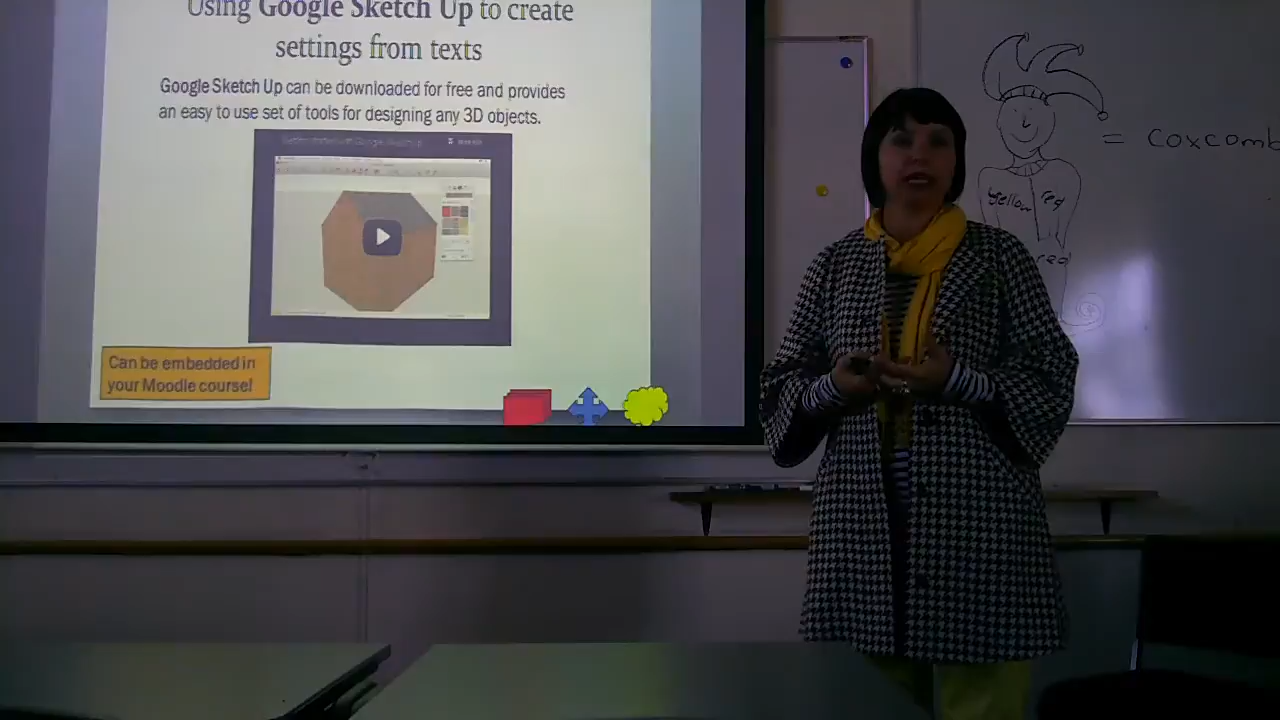 Using Google Sketch Up to create
settings from texts
Google Sketch Up can be downloaded for free and provides
an easy to use set of tools for designing any 3D objects.
Can be embedded in
your Moodle course!
= Coxcomb
yellow red
red